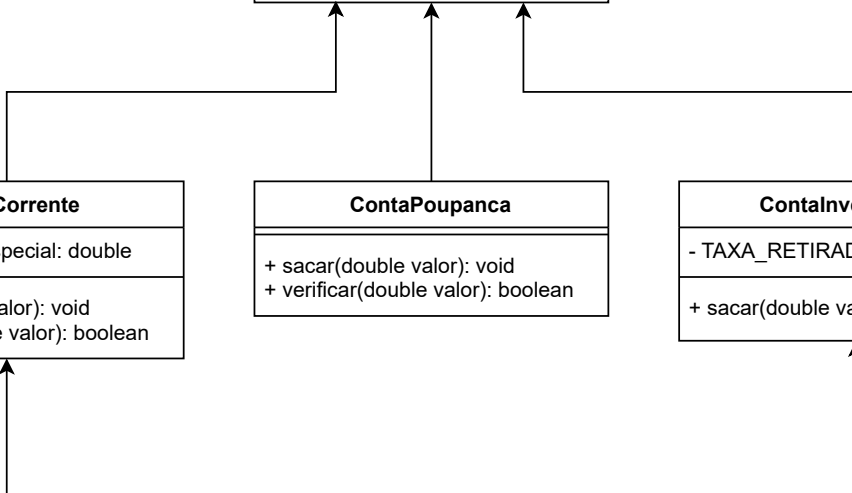 Corrente
pecial: double
alor): void
valor): boolean
ContaPoupanca
+ sacar(double valor): void
+ verificar(double valor): boolean
ContaInv
- TAXA_RETIRAD
+ sacar(double va